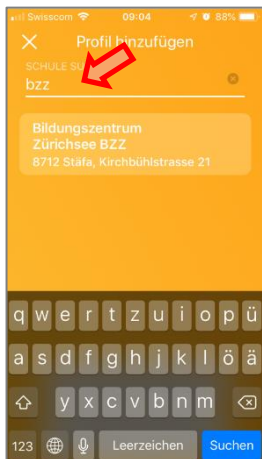 Swisscom 09:04 88%
Profil hinzufügen
SCHULE SU
bzz
Bildungszentrum
Zürichsee BZZ
8712 Stäfa, Kirchbühlstrasse 21
q w e r t z u i o p ü
a s d f g h j k l ö ä
y x c v b n m
123 Leerzeichen Suchen